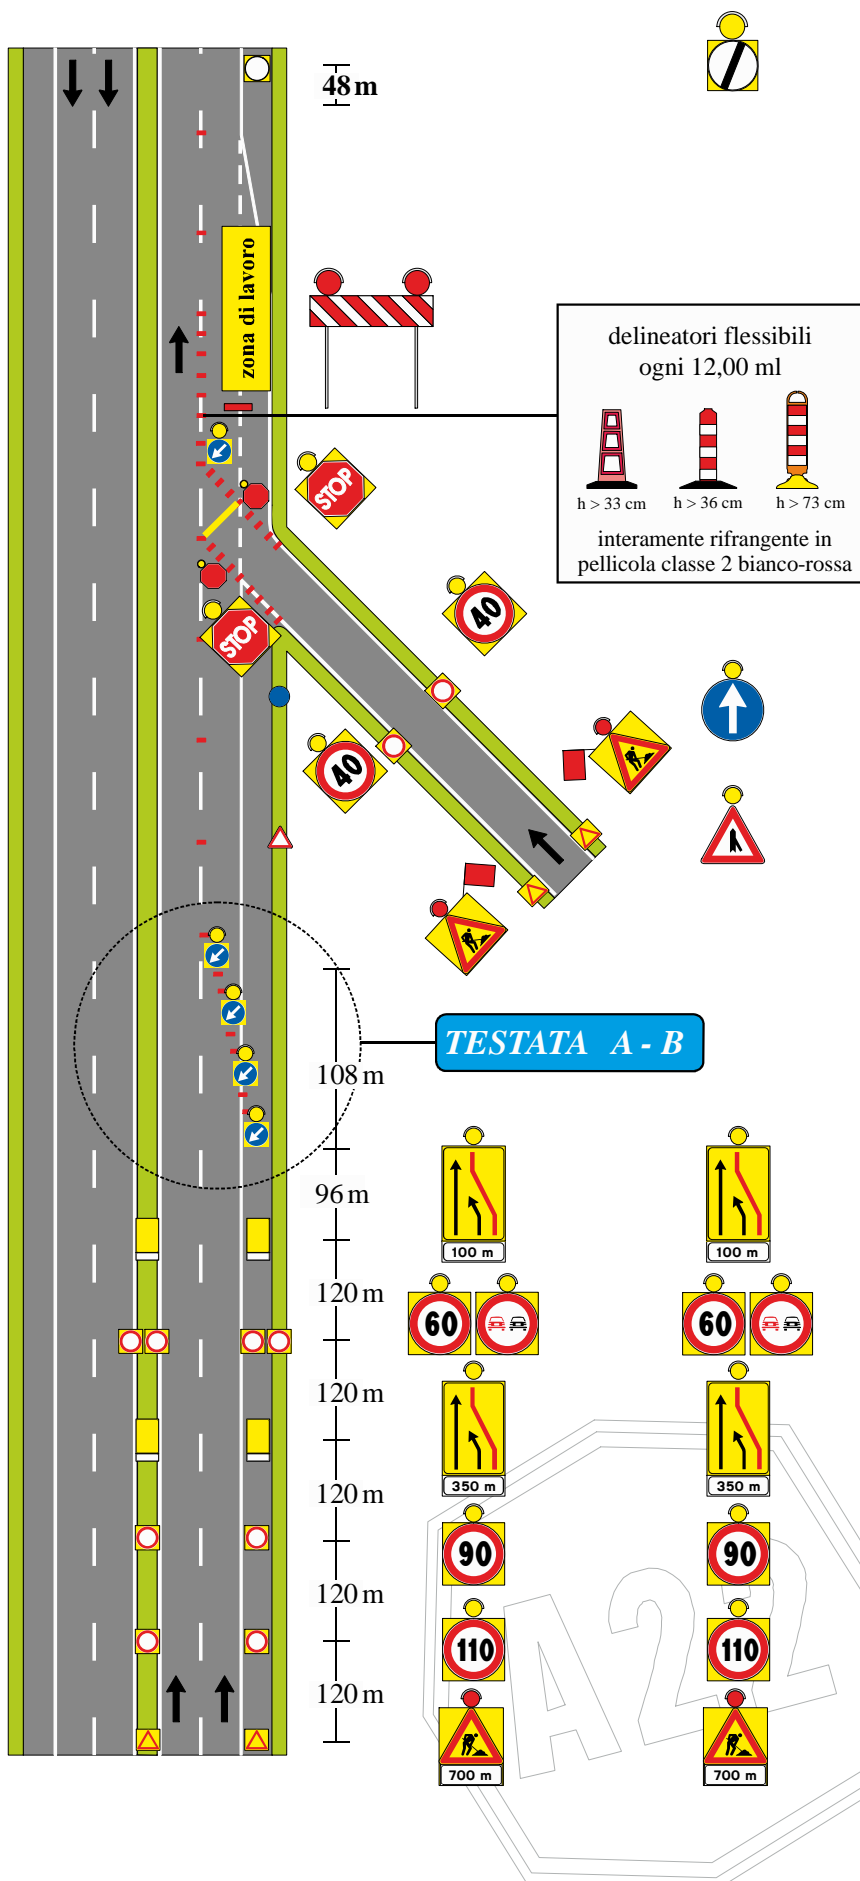 48 m
zona di lavoro
delineatori flessibili
ogni 12,00 ml
h > 33 cm
h > 36 cm
h > 73 cm
interamente rifrangente in
pellicola classe 2 bianco-rossa
STOP
40
STOP
40
TESTATA A - B
108 m
96 m
100 m
100 m
120 m
60
60
120 m
350 m
350 m
120 m
90
90
120 m
110
110
120 m
700 m
700 m
A22